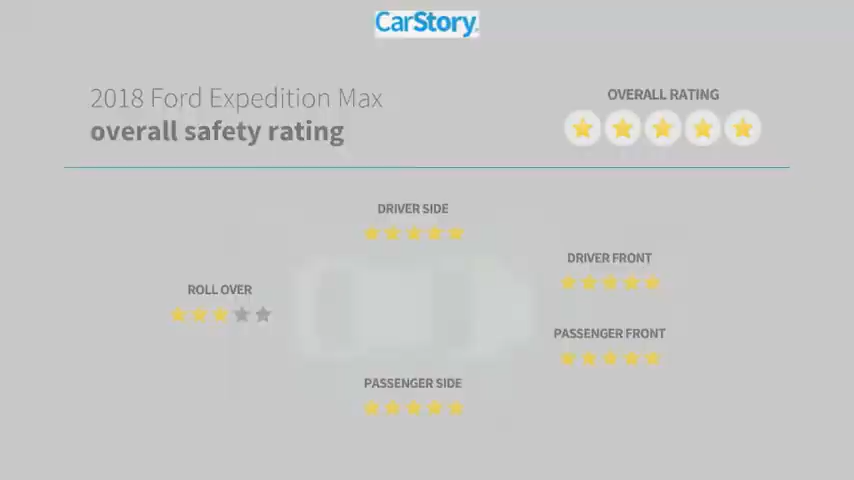 CarStory
2018 Ford Expedition Max
overall safety rating
OVERALL RATING
DRIVER SIDE
DRIVER FRONT
ROLL OVER
PASSENGER FRONT
PASSENGER SIDE